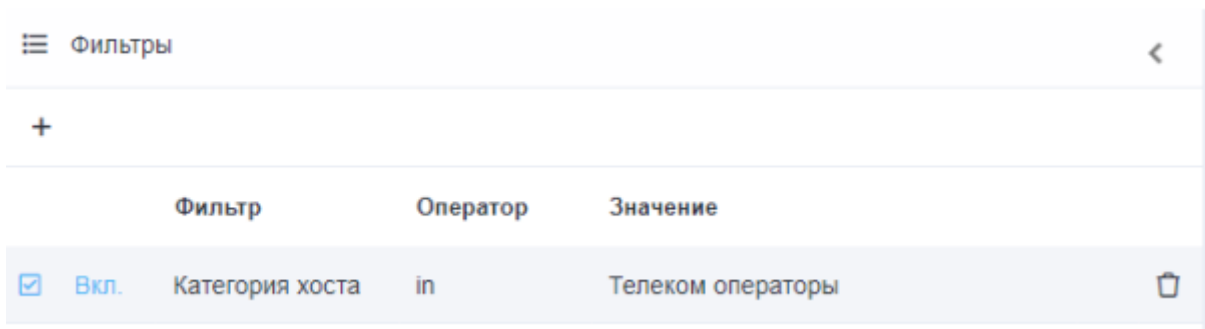 Фильтры
Фильтр Оператор Значение
Вкл. Категория хоста in Телеком операторы